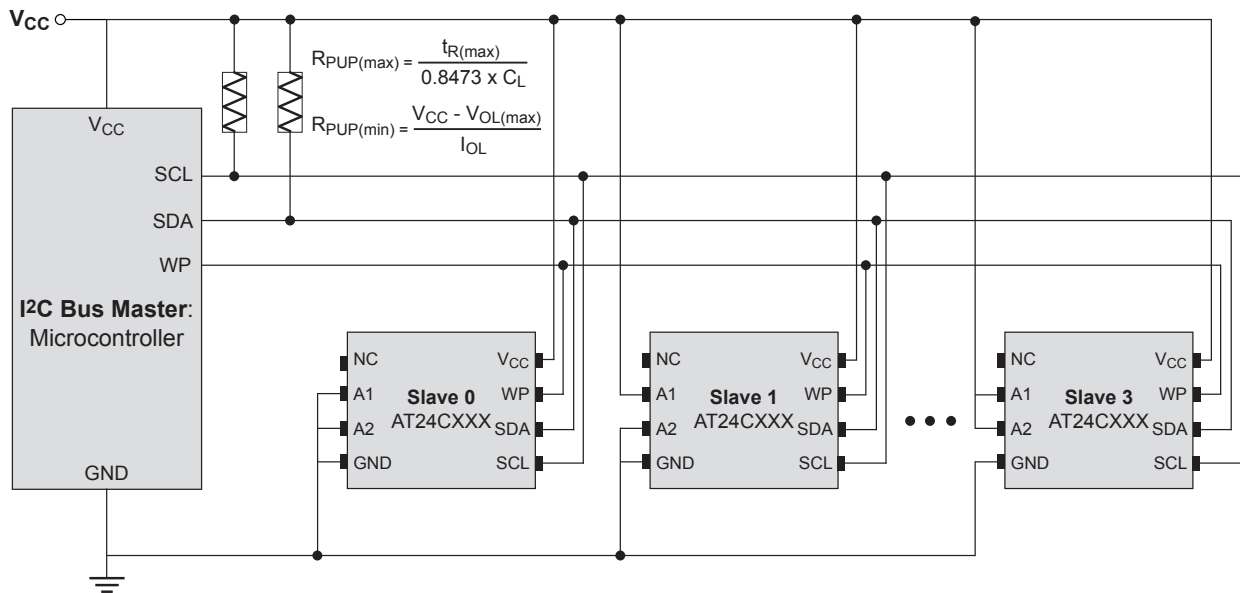 VCC
RPUP(max) = tR(max) / 0.8473 x CL
RPUP(min) = VCC - VOL(max) / IOL
VCC
SCL
SDA
WP
I2C Bus Master:
Microcontroller
GND
NC
A1
A2
GND
Slave 0
AT24CXXX
VCC
WP
SDA
SCL
NC
A1
A2
GND
Slave 1
AT24CXXX
VCC
WP
SDA
SCL
NC
A1
A2
GND
Slave 3
AT24CXXX
VCC
WP
SDA
SCL